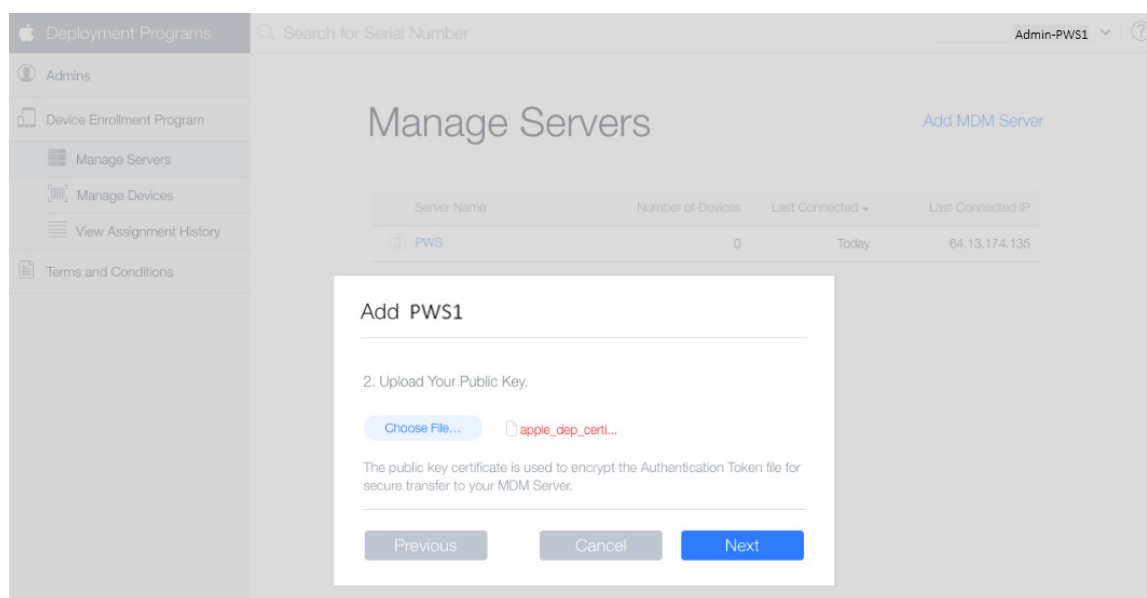 Deployment Programs
Search for Serial Number
Admin-PWS1
?
Admins
Device Enrollment Program
Manage Servers
Manage Devices
View Assignment History
Terms and Conditions
Manage Servers
Add MDM Server
Server Name Number of Devices Last Connected Last Connected IP
PWS 0 Today 64.13.174.135
Add PWS1
2. Upload Your Public Key.
Choose File... apple_dep_certi...
The public key certificate is used to encrypt the Authentication Token file for
secure transfer to your MDM Server.
Previous Cancel Next